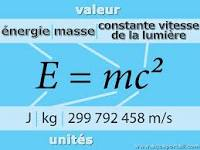 valeur
énergie | masse | constante vitesse
de la lumière
E = mc²
J | kg | 299 792 458 m/s
unités